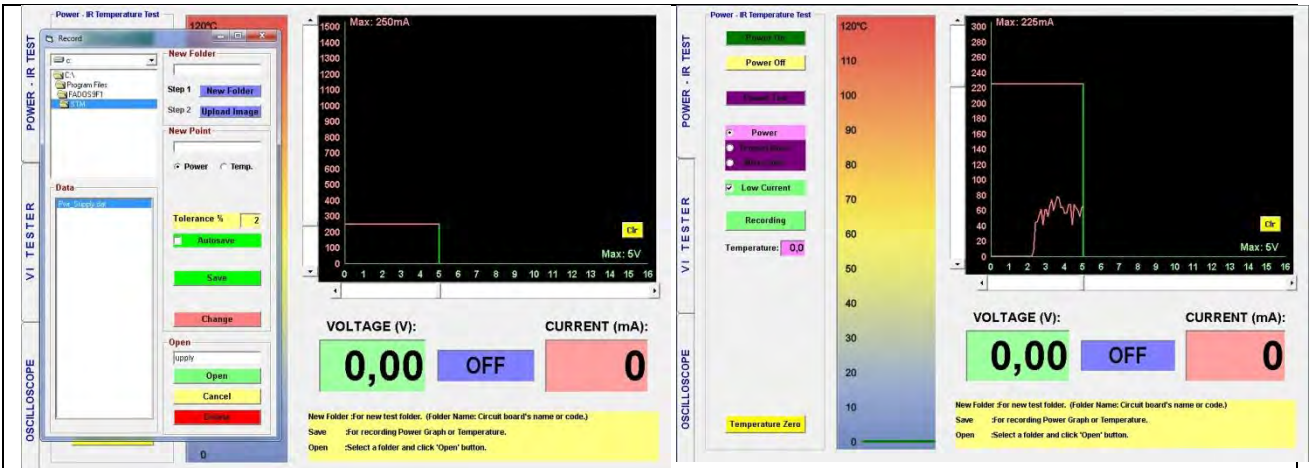 Power - IR Temperature Test
120°C
Record
c:
C:\
Program Files
FADOS9F1
STM
New Folder
Step 1 New Folder
Step 2 Upload Image
New Point
Power Temp.
Data
Pwr_Supply.dat
Tolerance % 2
Autosave
Save
Change
Open
upply
Open
Cancel
Delete
0
POWER - IR TEST
VI TESTER
OSCILLOSCOPE
Max: 250mA
1500
1400
1300
1200
1100
1000
900
800
700
600
500
400
300
200
100
0
Clr
Max: 5V
0 1 2 3 4 5 6 7 8 9 10 11 12 13 14 15 16
VOLTAGE (V): CURRENT (mA):
0,00 OFF 0
New Folder :For new test folder. (Folder Name: Circuit board's name or code.)
Save :For recording Power Graph or Temperature.
Open :Select a folder and click 'Open' button.
POWER - IR TEST
VI TESTER
OSCILLOSCOPE
Power - IR Temperature Test
Power On
Power Off
Power Test
Power
Low Current
Recording
Temperature: 0,0
Temperature Zero
120°C
110
100
90
80
70
60
50
40
30
20
10
0
Max: 225mA
300
280
260
240
220
200
180
160
140
120
100
80
60
40
20
0
Clr
Max: 5V
0 1 2 3 4 5 6 7 8 9 10 11 12 13 14 15 16
VOLTAGE (V): CURRENT (mA):
0,00 OFF 0
New Folder :For new test folder. (Folder Name: Circuit board's name or code.)
Save :For recording Power Graph or Temperature.
Open :Select a folder and click 'Open' button.